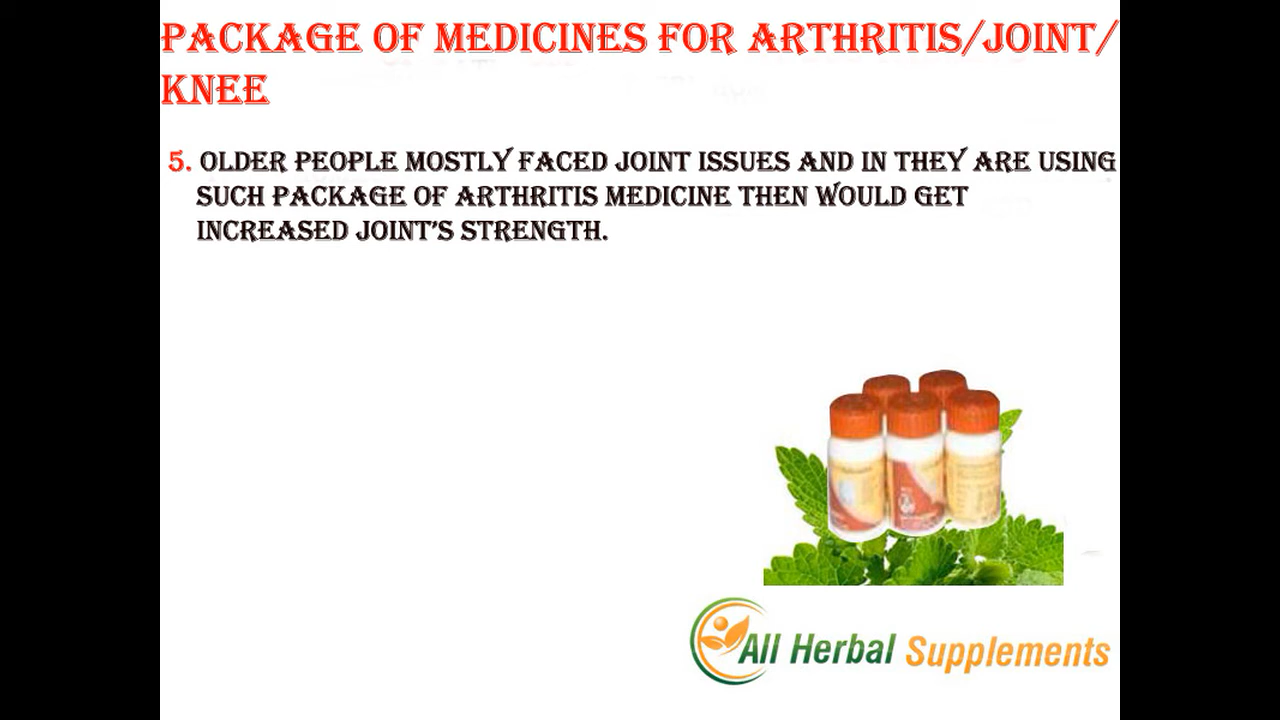 PACKAGE OF MEDICINES FOR ARTHRITIS/JOINT/
KNEE
5. OLDER PEOPLE MOSTLY FACED JOINT ISSUES AND IN THEY ARE USING
SUCH PACKAGE OF ARTHRITIS MEDICINE THEN WOULD GET
INCREASED JOINT'S STRENGTH.
All Herbal Supplements